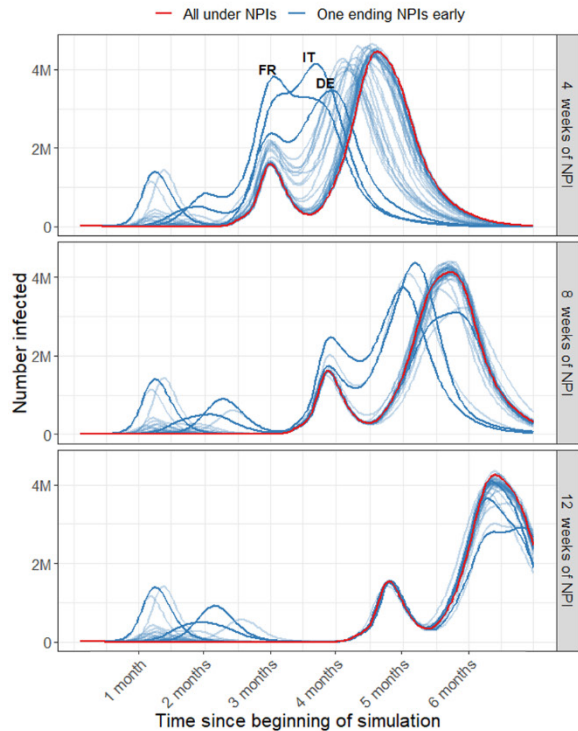 All under NPIs One ending NPIs early
FR
IT
DE
4M
2M
0
4 weeks of NPI
4M
2M
0
8 weeks of NPI
4M
2M
0
12 weeks of NPI
Number infected
1 month
2 months
3 months
4 months
5 months
6 months
Time since beginning of simulation